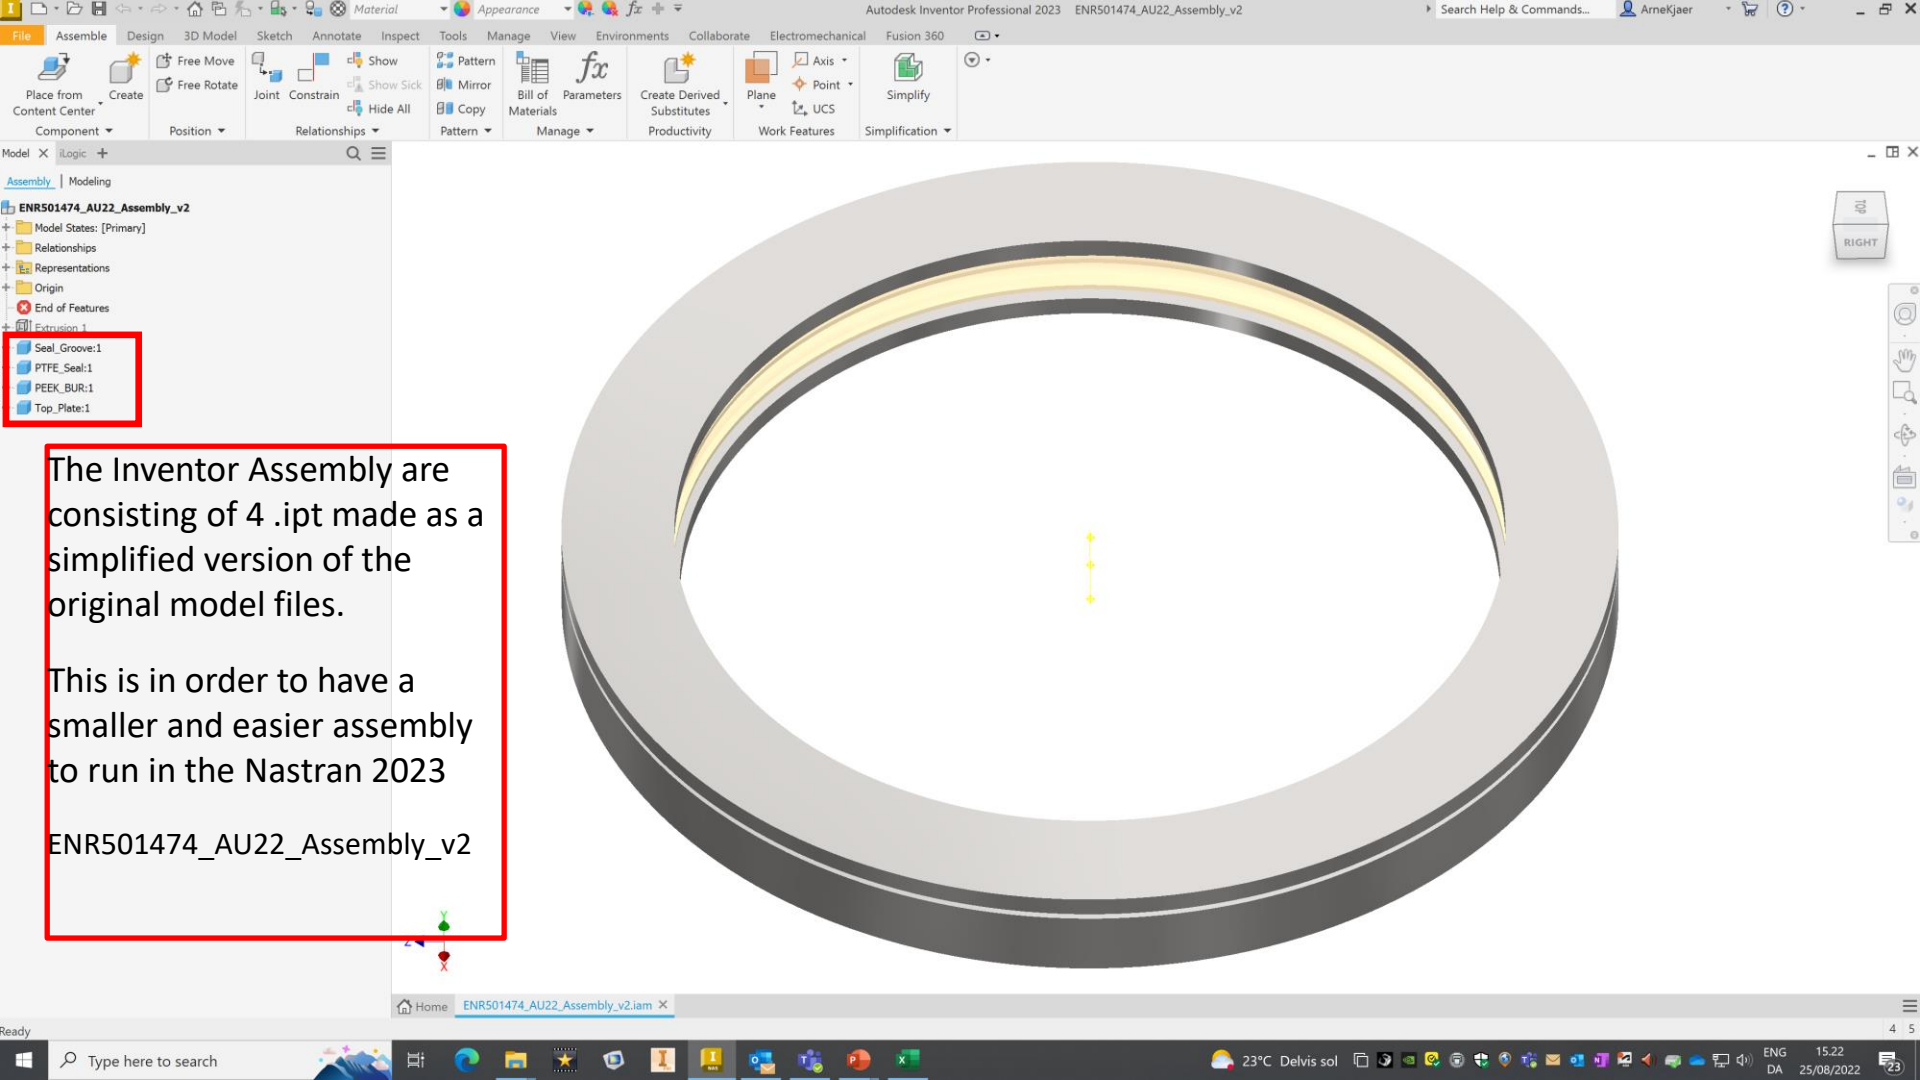 Material
Appearance
Autodesk Inventor Professional 2023 ENR501474_AU22_Assembly_v2
Search Help & Commands...
ArneKjaer
File Assemble Design 3D Model Sketch Annotate Inspect Tools Manage View Environments Collaborate Electromechanical Fusion 360
Place from
Content Center
Create
Component
Free Move
Free Rotate
Position
Joint Constrain
Show
Show Sick
Hide All
Relationships
Pattern
Mirror
Copy
Pattern
Bill of
Materials
fx
Parameters
Manage
Create Derived
Substitutes
Productivity
Plane
Axis
Point
UCS
Work Features
Simplify
Simplification
Model iLogic
Assembly | Modeling
ENR501474_AU22_Assembly_v2
Model States: [Primary]
Relationships
Representations
Origin
End of Features
Extrusion 1
Seal_Groove:1
PTFE_Seal:1
PEEK_BUR:1
Top_Plate:1
The Inventor Assembly are
consisting of 4 .ipt made as a
simplified version of the
original model files.
This is in order to have a
smaller and easier assembly
to run in the Nastran 2023
ENR501474_AU22_Assembly_v2
TOP
RIGHT
Y
Z
X
Home ENR501474_AU22_Assembly_v2.iam
Ready
4 5
Type here to search
23°C Delvis sol
ENG
DA
15.22
25/08/2022
23